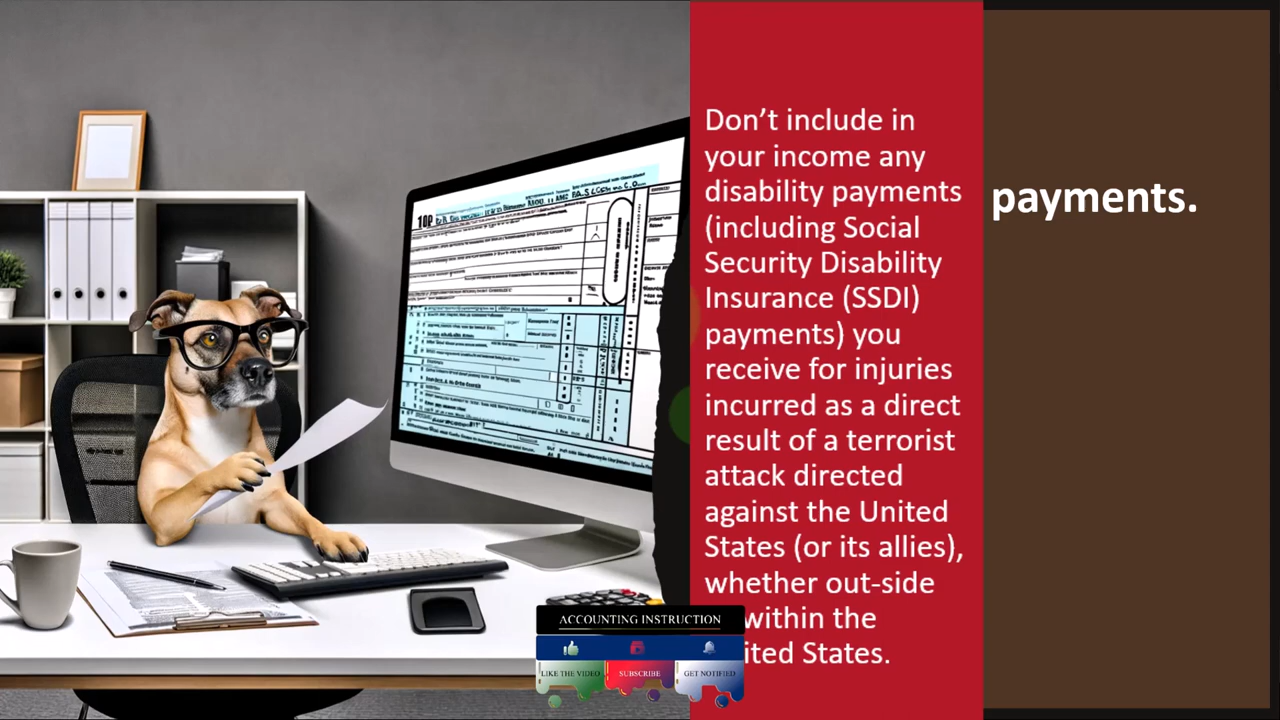 Don’t include in
your income any
disability payments
(including Social
Security Disability
Insurance (SSDI)
payments) you
receive for injuries
incurred as a direct
result of a terrorist
attack directed
against the United
States (or its allies),
whether out-side
within the
ited States.
payments.
ACCOUNTING INSTRUCTION
LIKE THE VIDEO
SUBSCRIBE
GET NOTIFIED